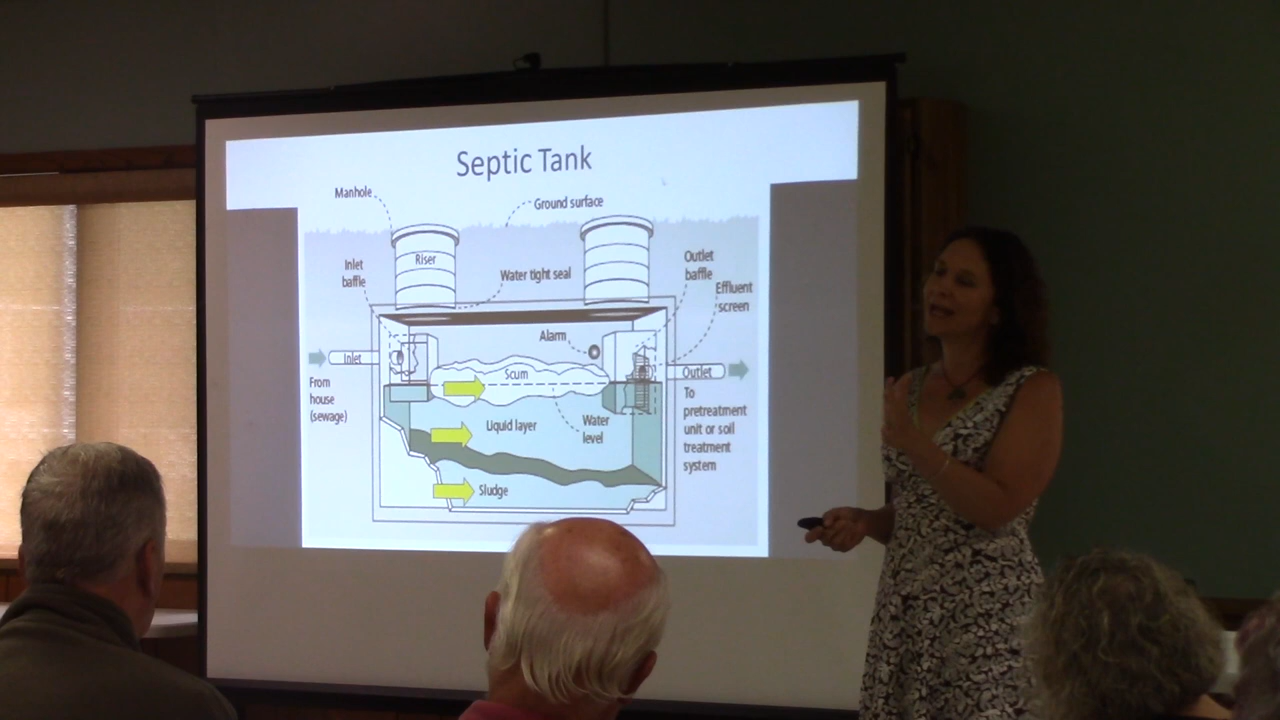 Septic Tank
Manhole
Ground surface
Riser
Inlet
baffle
Water tight seal
Outlet
baffle
Effluent
screen
Alarm
Inlet
Scum
Outlet
From
house
(sewage)
Liquid layer
Water
level
To
pretreatment
unit or soil
treatment
system
Sludge